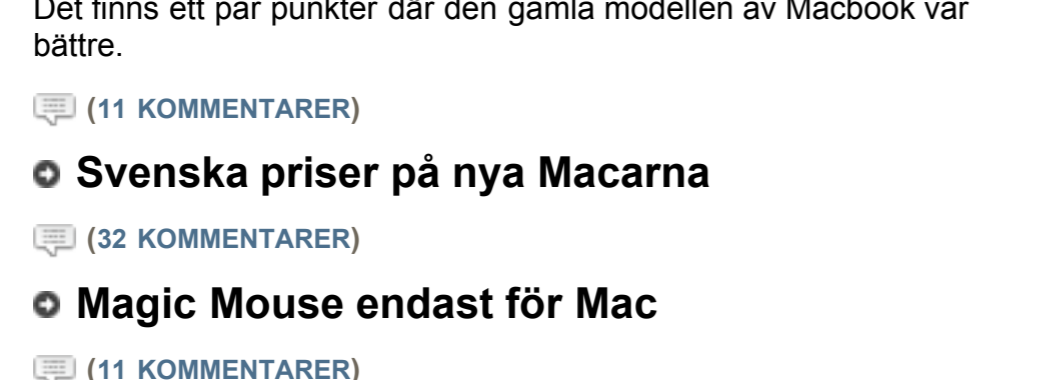 Det finns ett par punkter där den gamla modellen av Macbook var
bättre.
(11 KOMMENTARER)
Svenska priser på nya Macarna
(32 KOMMENTARER)
Magic Mouse endast för Mac
(11 KOMMENTARER)